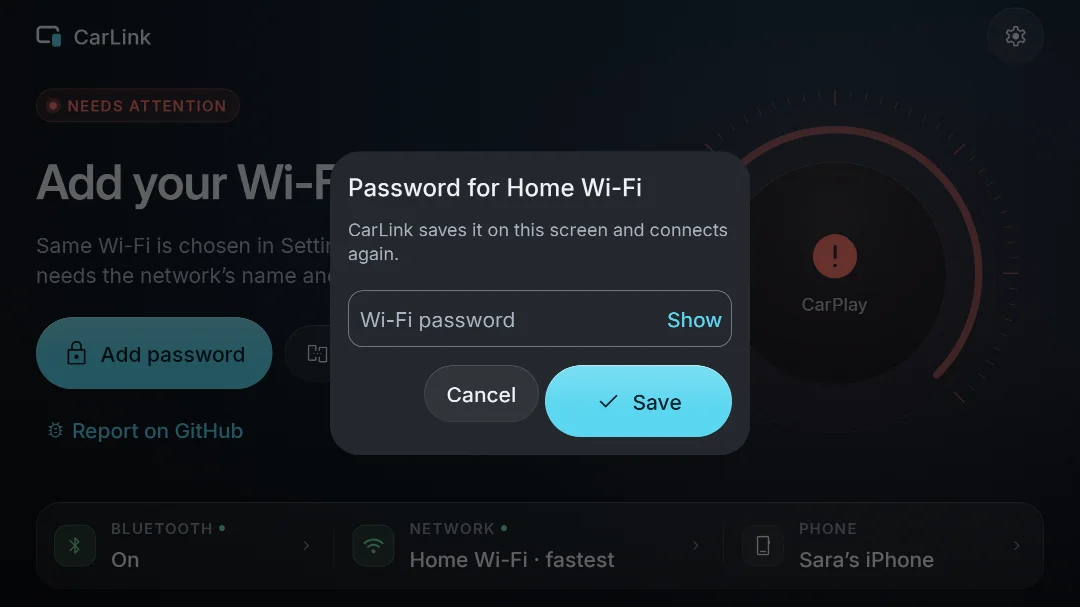 CarLink
NEEDS ATTENTION
Add your Wi-F
Same Wi-Fi is chosen in
needs the network's name
Add password
Report on GitHub
Password for Home Wi-Fi
CarLink saves it on this screen and connects
again.
Wi-Fi password Show
Cancel
Save
CarPlay
BLUETOOTH
On
NETWORK
Home Wi-Fi · fastest
PHONE
Sara's iPhone